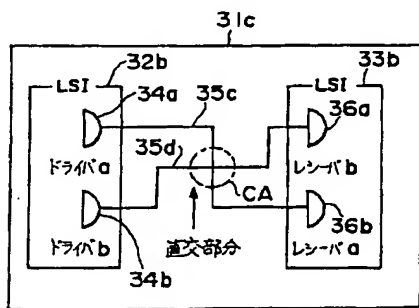 31c
32b
LSI
34a
35c
ドライバa
35d
ドライバb
34b
直交部分
CA
33b
LSI
36a
レシーバb
36b
レシーバa